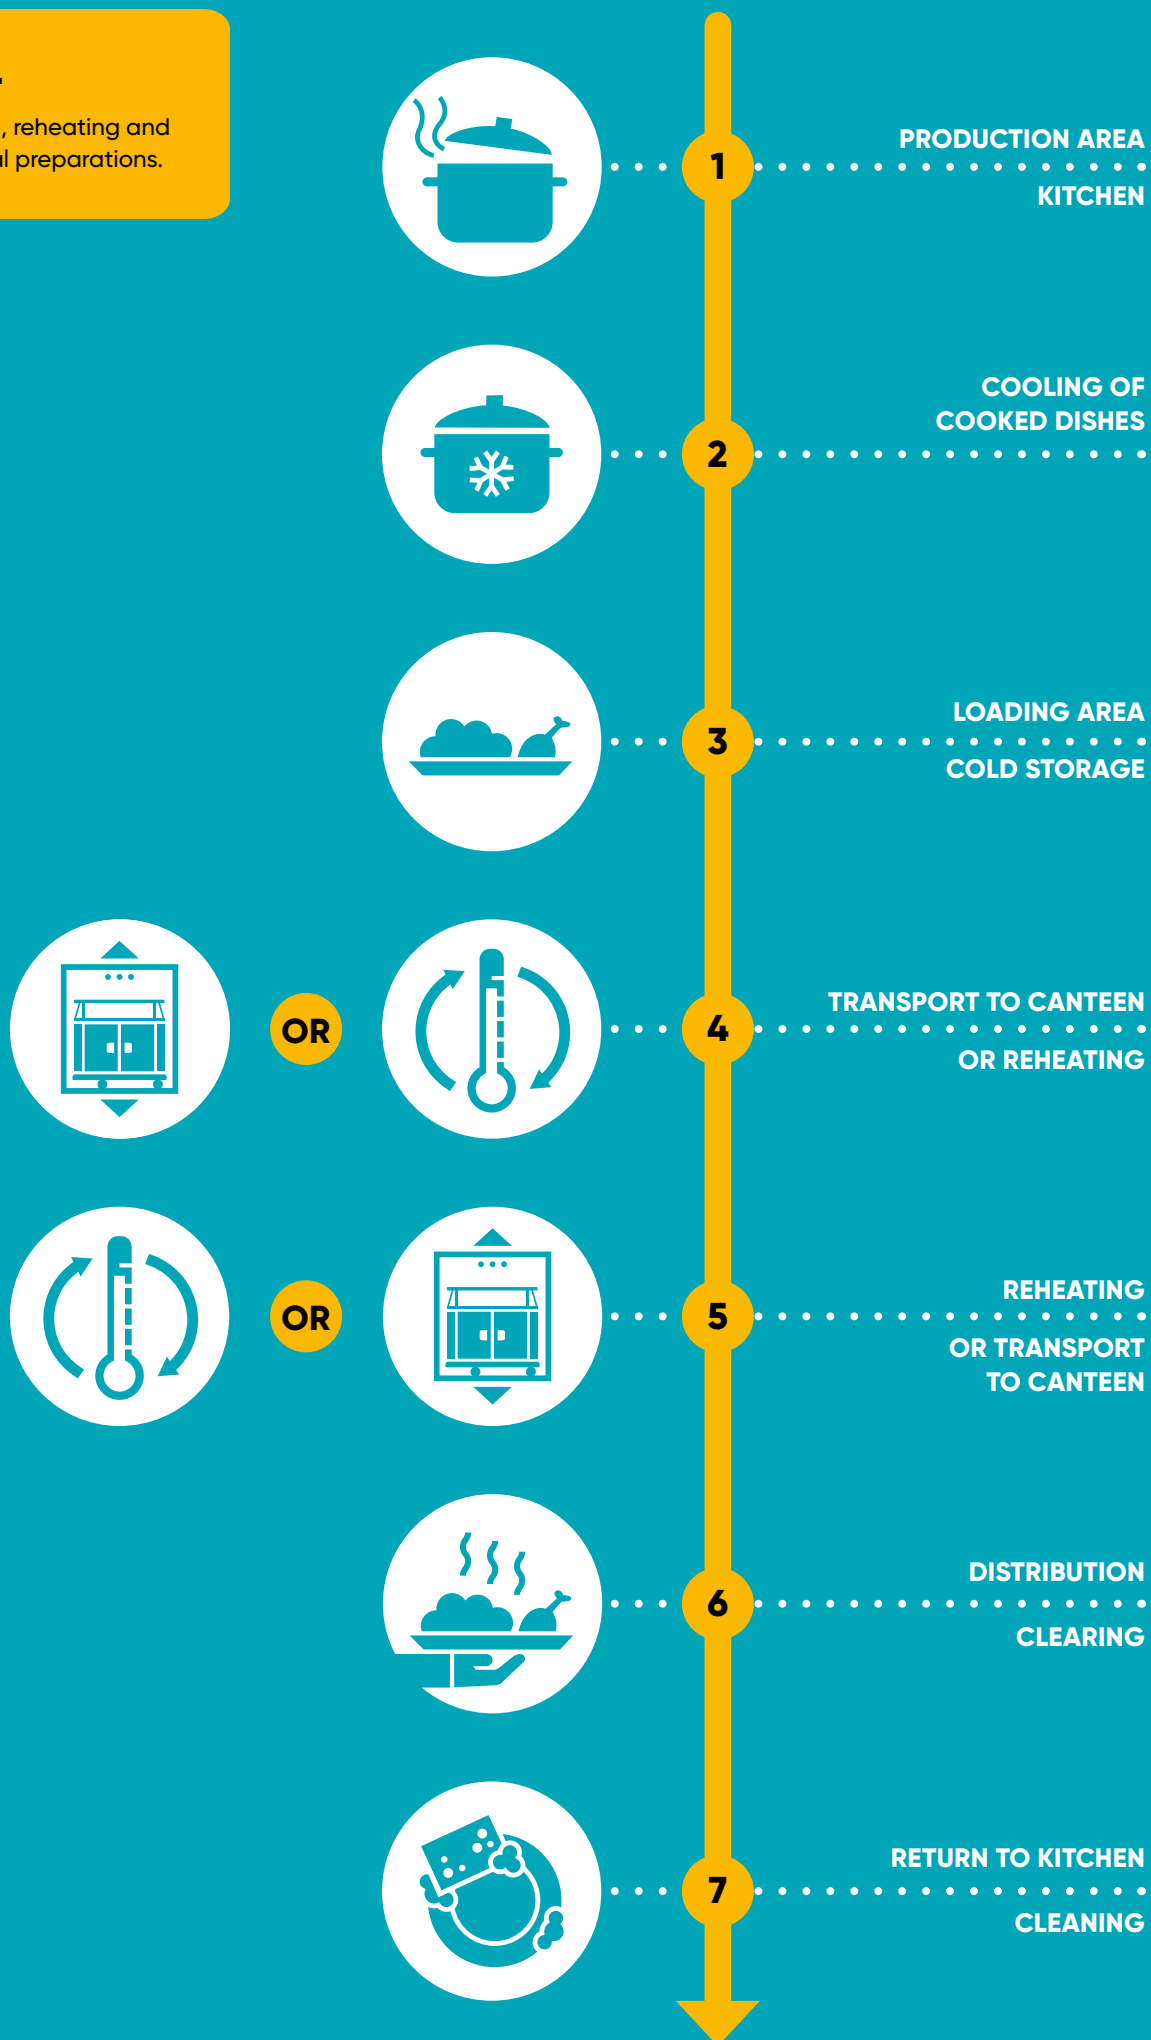 , reheating and
preparations.
1
PRODUCTION AREA
KITCHEN
2
COOLING OF
COOKED DISHES
3
LOADING AREA
COLD STORAGE
OR
4
TRANSPORT TO CANTEEN
OR REHEATING
OR
5
REHEATING
OR TRANSPORT
TO CANTEEN
6
DISTRIBUTION
CLEARING
7
RETURN TO KITCHEN
CLEANING